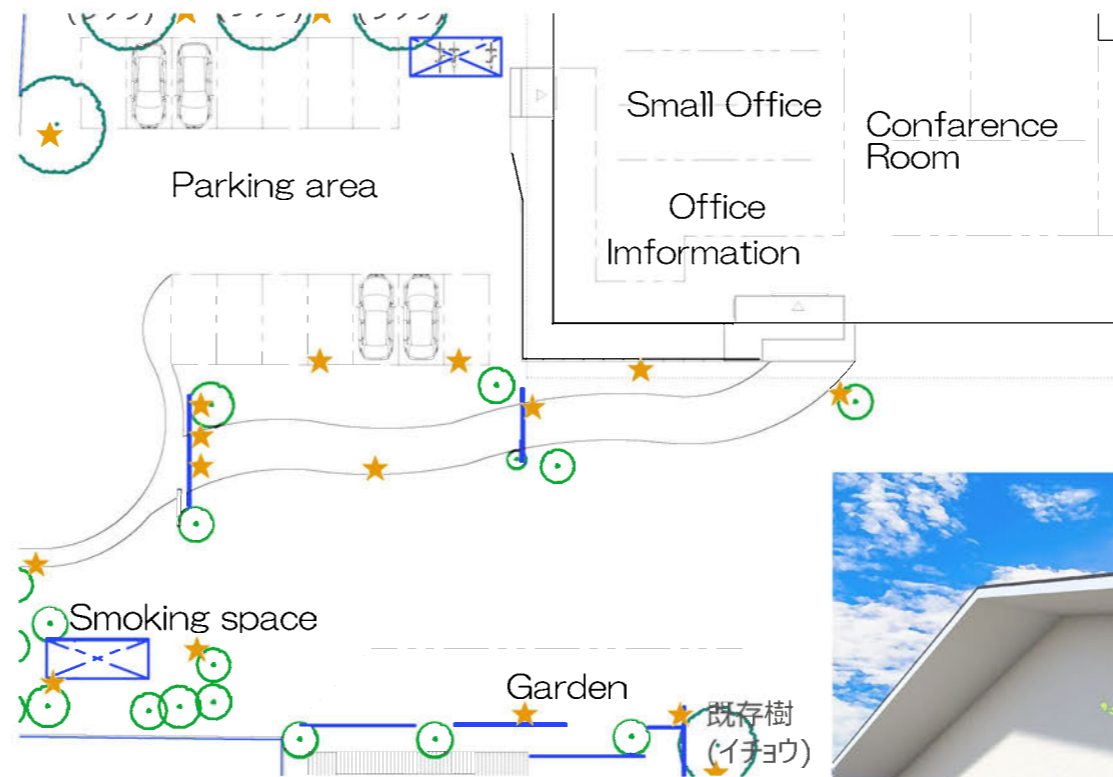 Small Office
Confarence
Room
Parking area
Office
Imformation
Smoking space
Garden
既存樹
(イチョウ)